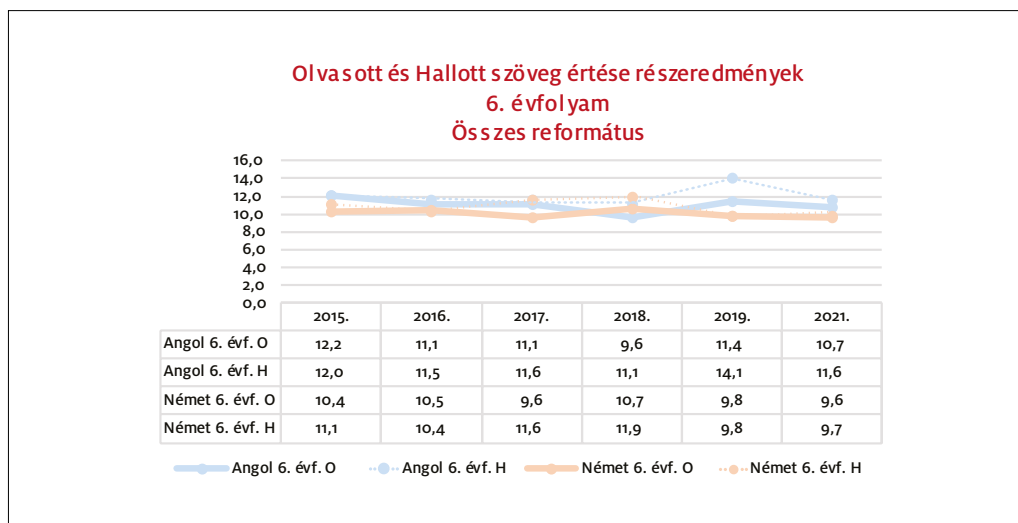 Olvasott és Hallott szöveg értése részeredmények
6. évfolyam
Összes református
16,0
14,0
12,0
10,0
8,0
6,0
4,0
2,0
0,0
2015. 2016. 2017. 2018. 2019. 2021.
Angol 6. évf. O 12,2 11,1 11,1 9,6 11,4 10,7
Angol 6. évf. H 12,0 11,5 11,6 11,1 14,1 11,6
Német 6. évf. O 10,4 10,5 9,6 10,7 9,8 9,6
Német 6. évf. H 11,1 10,4 11,6 11,9 9,8 9,7
Angol 6. évf. O Angol 6. évf. H Német 6. évf. O Német 6. évf. H